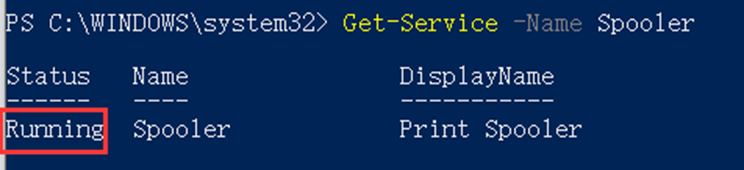 PS C:\WINDOWS\system32> Get-Service -Name Spooler
Status Name DisplayName
------ ---- -----------
Running Spooler Print Spooler